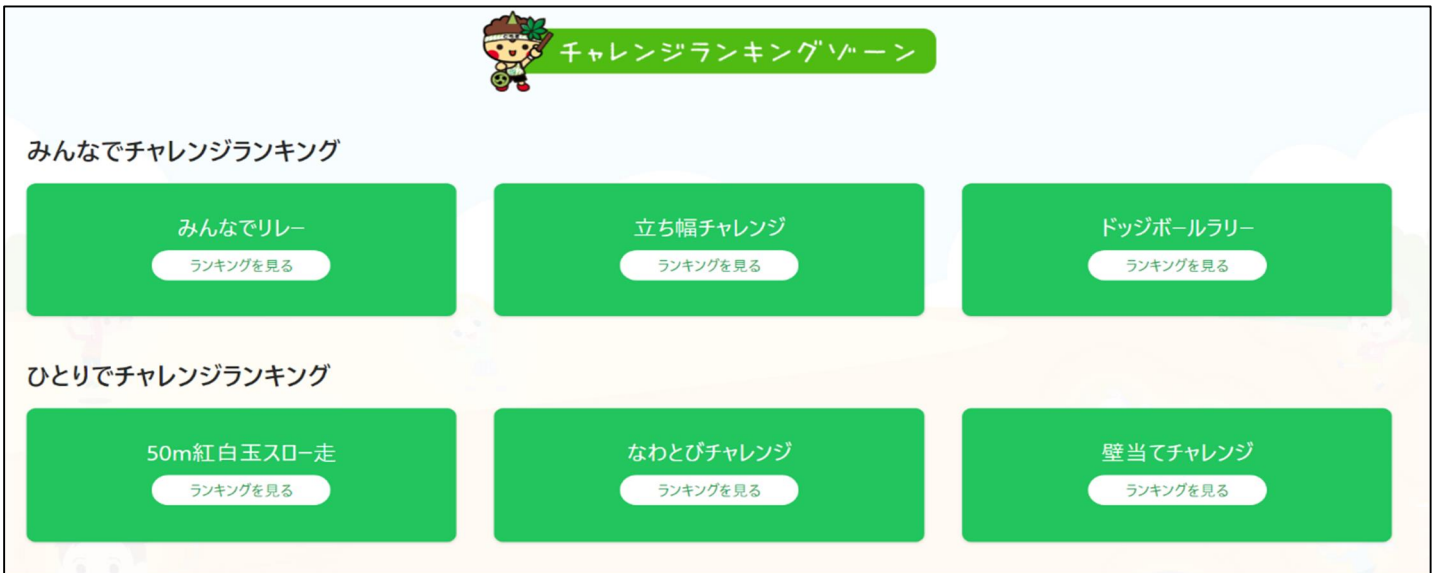 チャレンジランキングゾーン
みんなでチャレンジランキング
みんなでリレー
ランキングを見る
立ち幅チャレンジ
ランキングを見る
ドッジボールラリー
ランキングを見る
ひとりでチャレンジランキング
50m紅白玉スロー走
ランキングを見る
なわとびチャレンジ
ランキングを見る
壁当てチャレンジ
ランキングを見る